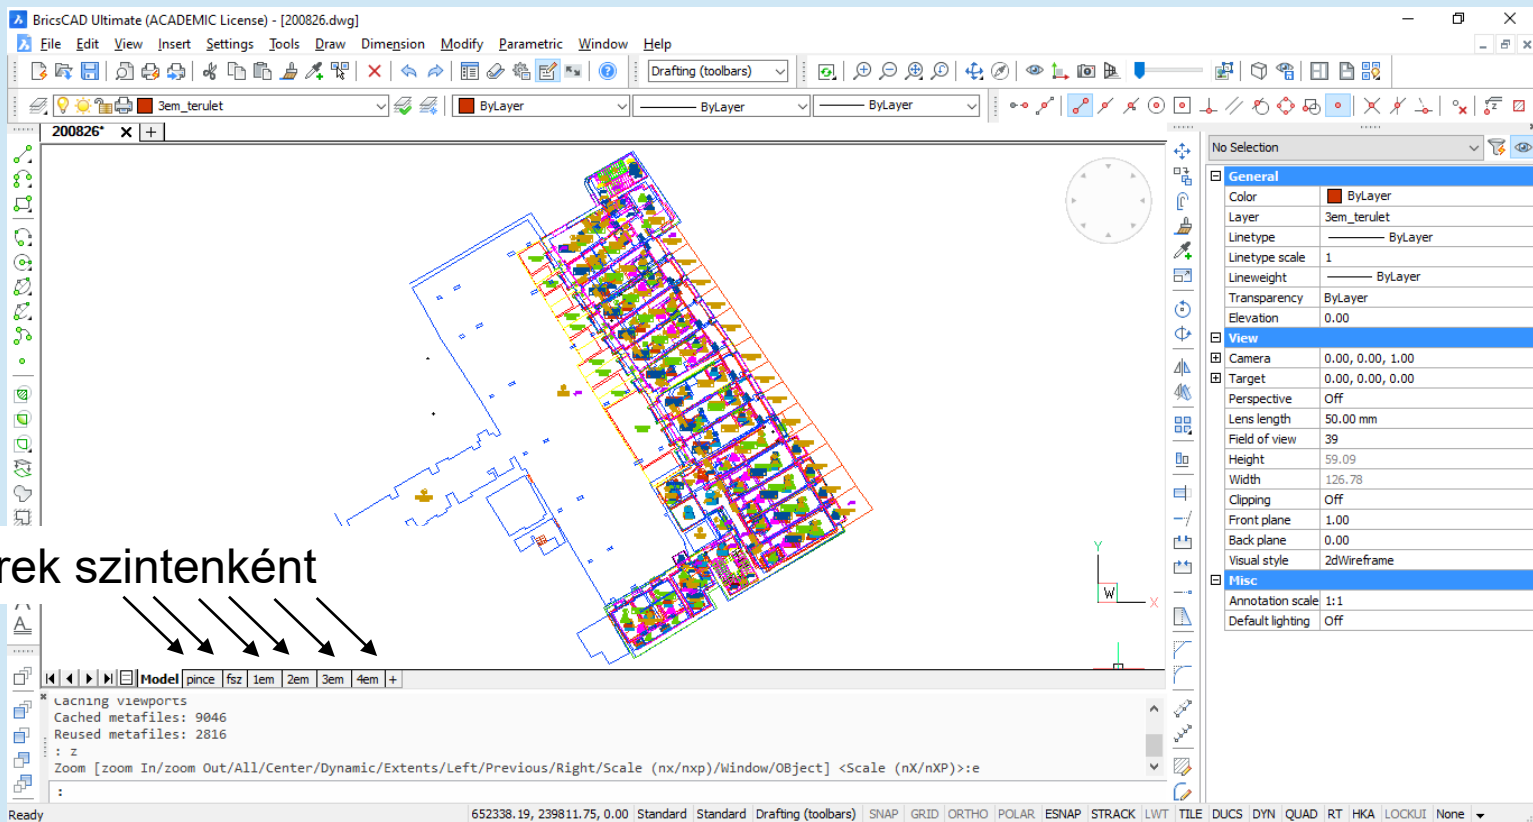 BricsCAD Ultimate (ACADEMIC License) - [200826.dwg]
File Edit View Insert Settings Tools Draw Dimension Modify Parametric Window Help
Drafting (toolbars)
3em_terulet ByLayer ByLayer ByLayer
200826*
No Selection
General
Color ByLayer
Layer 3em_terulet
Linetype ByLayer
Linetype scale 1
Lineweight ByLayer
Transparency ByLayer
Elevation 0.00
View
Camera 0.00, 0.00, 1.00
Target 0.00, 0.00, 0.00
Perspective Off
Lens length 50.00 mm
Field of view 39
Height 59.09
Width 126.78
Clipping Off
Front plane 1.00
Back plane 0.00
Visual style 2dWireframe
Misc
Annotation scale 1:1
Default lighting Off
rek szintenként
Y
W X
Model pince fsz 1em 2em 3em 4em +
Caching viewports
Cached metafiles: 9046
Reused metafiles: 2816
: z
Zoom [zoom In/zoom Out/All/Center/Dynamic/Extents/Left/Previous/Right/Scale (nx/nxp)/Window/OBject] <Scale (nX/nXP)>:e
:
Ready 652338.19, 239811.75, 0.00 Standard Standard Drafting (toolbars) SNAP GRID ORTHO POLAR ESNAP STRACK LWT TILE DUCS DYN QUAD RT HKA LOCKUI None